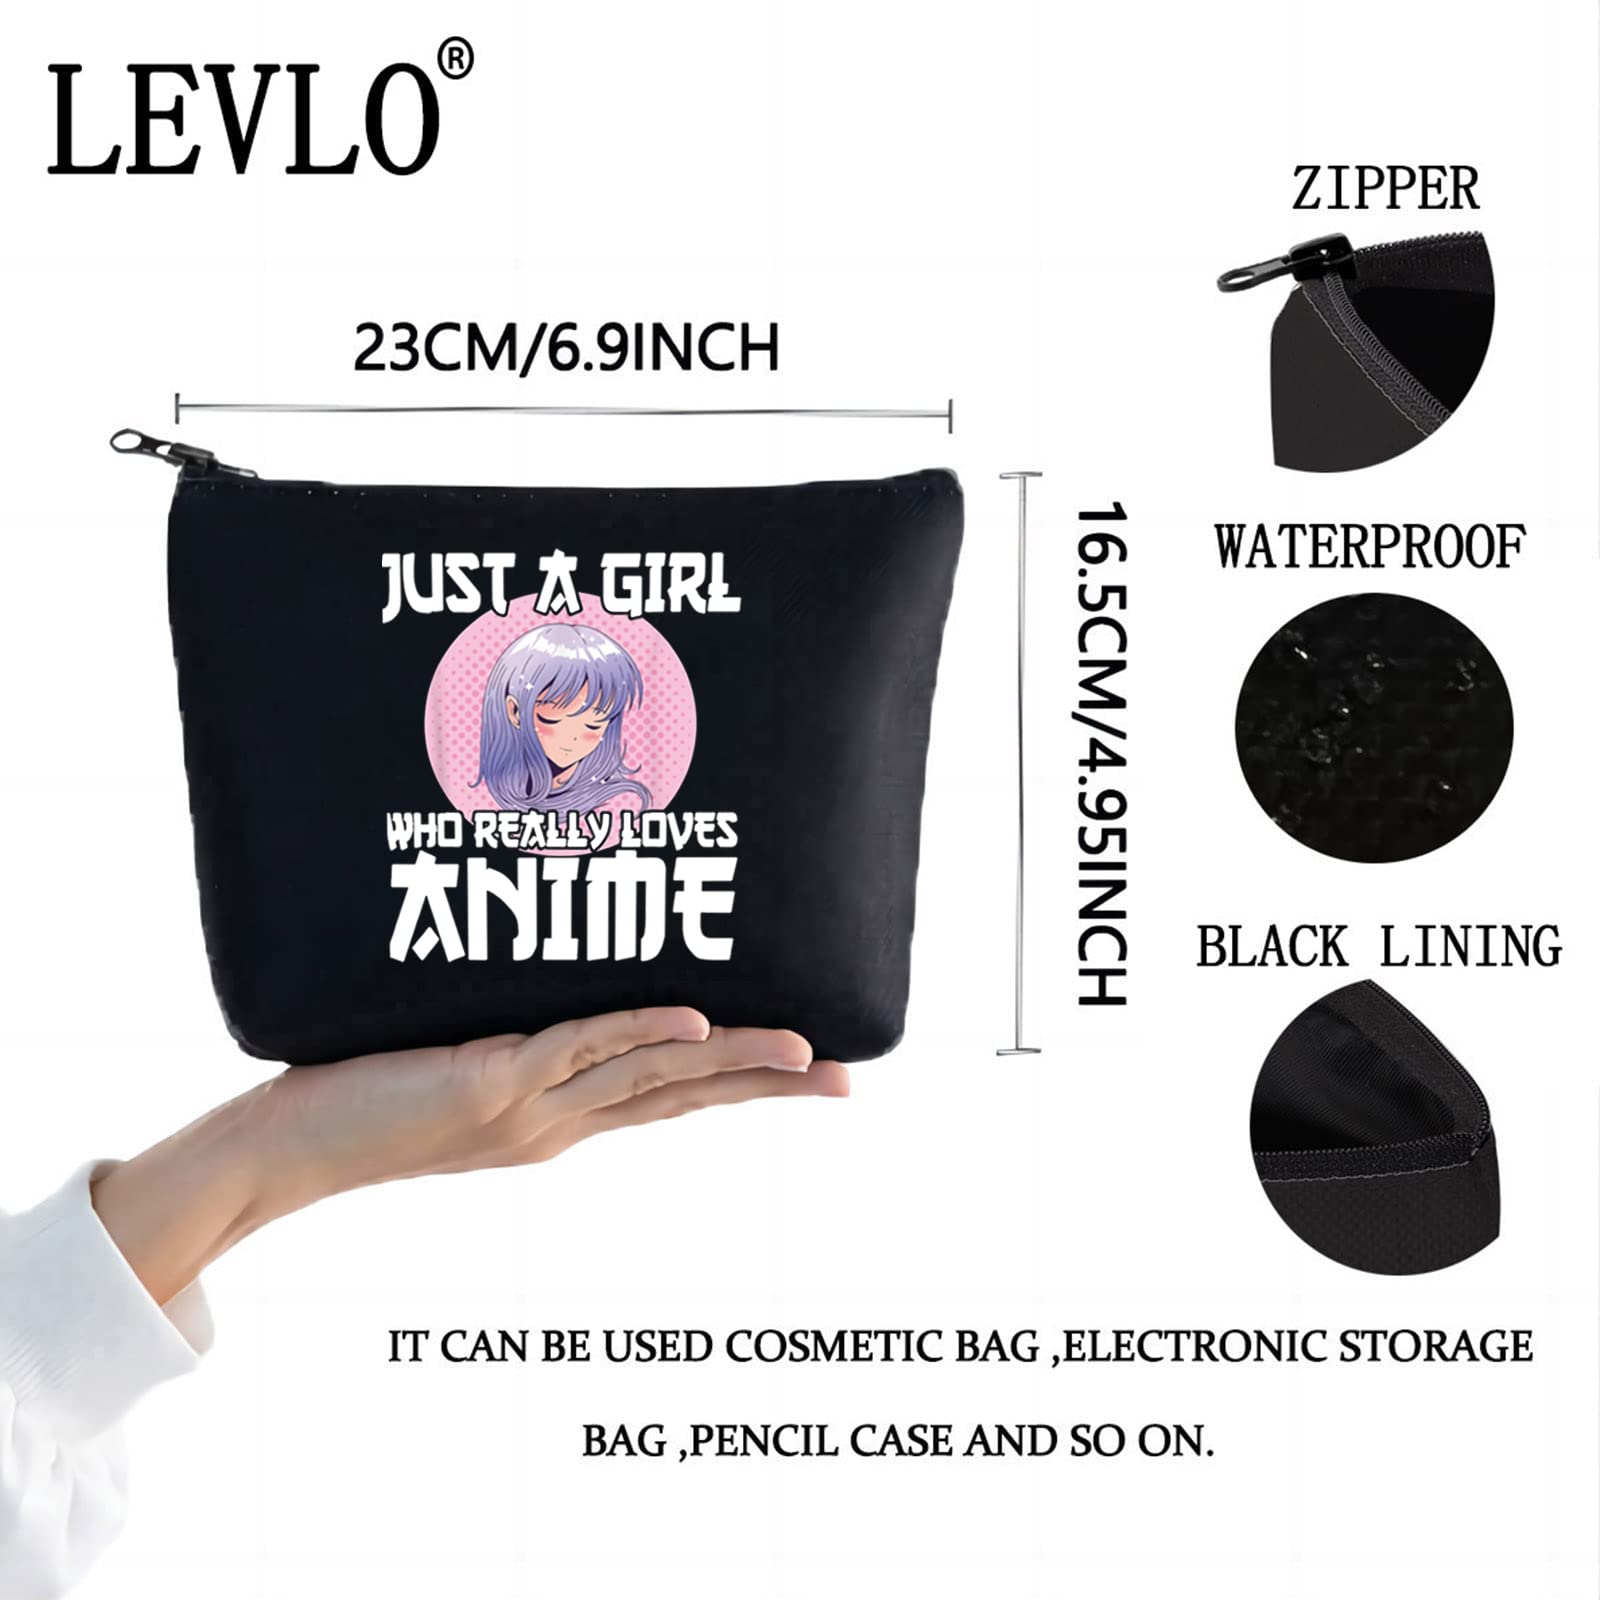 LEVLO®
ZIPPER
23CM/6.9INCH
16.5CM/4.95INCH
JUST A GIRL
WHO REALLY LOVES
ANIME
WATERPROOF
BLACK LINING
IT CAN BE USED COSMETIC BAG ,ELECTRONIC STORAGE
BAG ,PENCIL CASE AND SO ON.